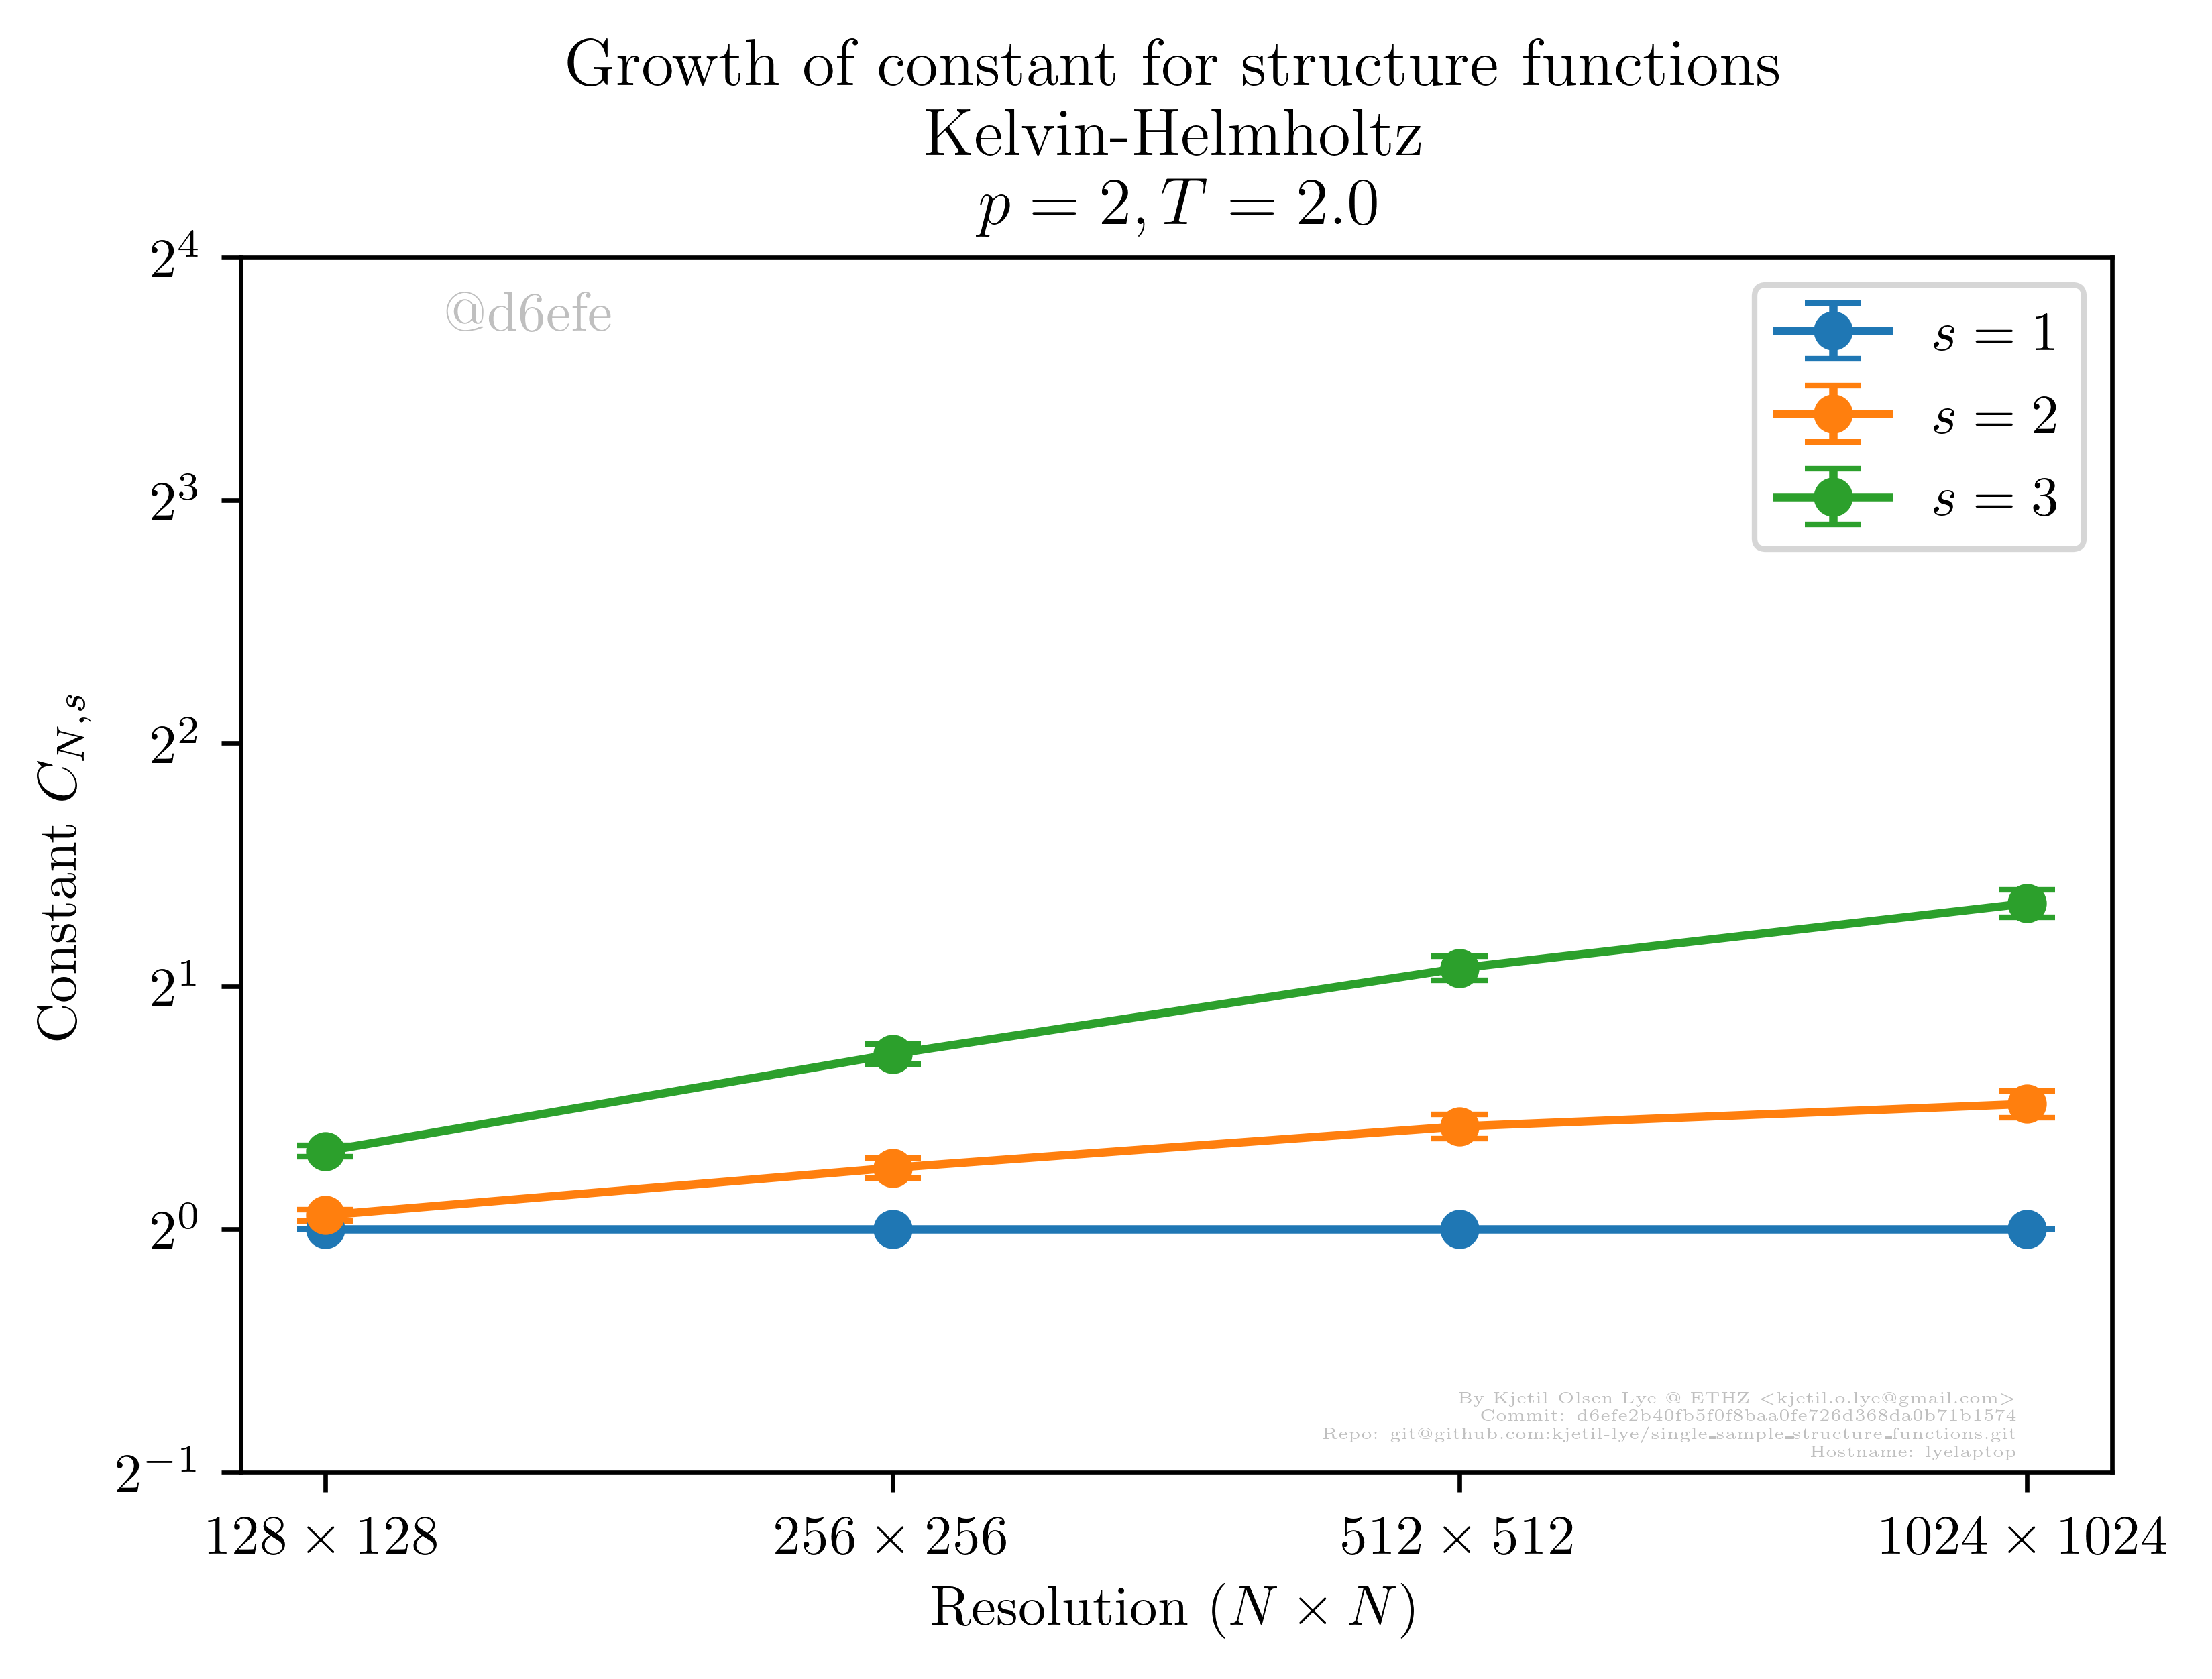 Growth of constant for structure functions
Kelvin-Helmholtz
p = 2, T = 2.0
2^4
@d6efe
s = 1
s = 2
s = 3
2^3
2^2
2^1
2^0
2^{-1}
Constant C_{N,s}
By Kjetil Olsen Lye @ ETHZ <kjetil.o.lye@gmail.com>
Commit: d6efe2b40fb5f0f8baa0fe726d368da0b71b1574
Repo: git@github.com:kjetil-lye/single_sample_structure_functions.git
Hostname: lyelaptop
128 × 128
256 × 256
512 × 512
1024 × 1024
Resolution (N × N)